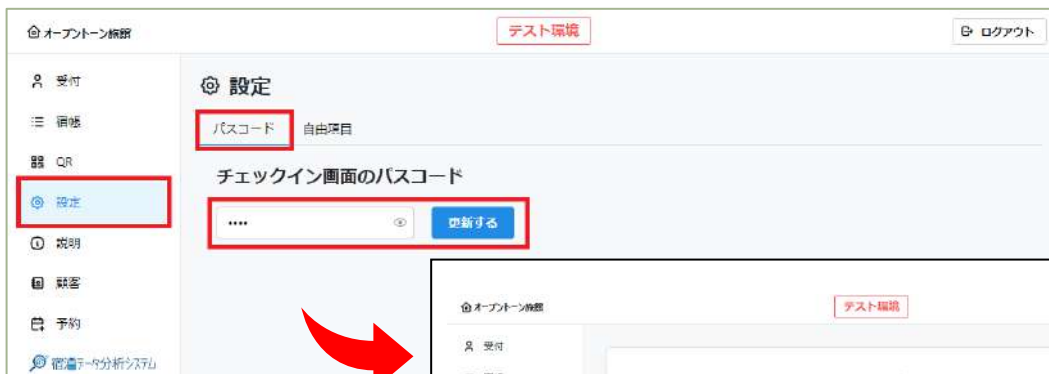 オープントーン旅館
テスト環境
ログアウト
受付
宿帳
QR
設定
説明
顧客
予約
宿泊データ分析システム
設定
パスコード 自由項目
チェックイン画面のパスコード
••••
更新する
オープントーン旅館
テスト環境
受付